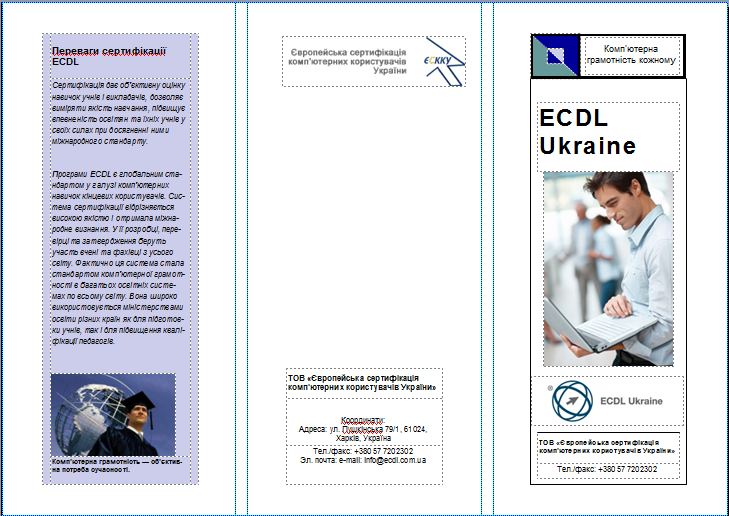 Переваги сертифікації
ECDL
Сертифікація дає об'єктивну оцінку
навичок учнів і викладачів, дозволяє
виміряти якість навчання, підвищує
впевненість освітян та їхніх учнів у
своїх силах при досягненні ними
міжнародного стандарту.
Програми ECDL є глобальним ста-
ндартом у галузі комп'ютерних
навичок кінцевих користувачів. Сис-
тема сертифікації відрізняється
високою якістю і отримала міжна-
родне визнання. У її розробці, пере-
вірці та затвердження беруть
участь вчені та фахівці з усього
світу. Фактично ця система стала
стандартом комп'ютерної грамот-
ності в багатьох освітніх систе-
мах по всьому світу. Вона широко
використовується міністерствами
освіти різних країн як для підготов-
ки учнів, так і для підвищення квалі-
фікації педагогів.
Комп'ютерна грамотність — об'єктив-
на потреба сучасності.
Європейська сертифікація
комп'ютерних користувачів
України
ЄСККУ
ТОВ «Європейська сертифікація
комп'ютерних користувачів України»
Координати:
Адреса: ул. Пушкінська 79/1, 61024,
Харків, Україна
Тел./факс: +380 57 7202302
Эл. почта: e-mail: info@ecdl.com.ua
Комп'ютерна
грамотність кожному
ECDL
Ukraine
ECDL Ukraine
ТОВ «Європейська сертифікація
комп'ютерних користувачів України»
Тел./факс: +380 57 7202302